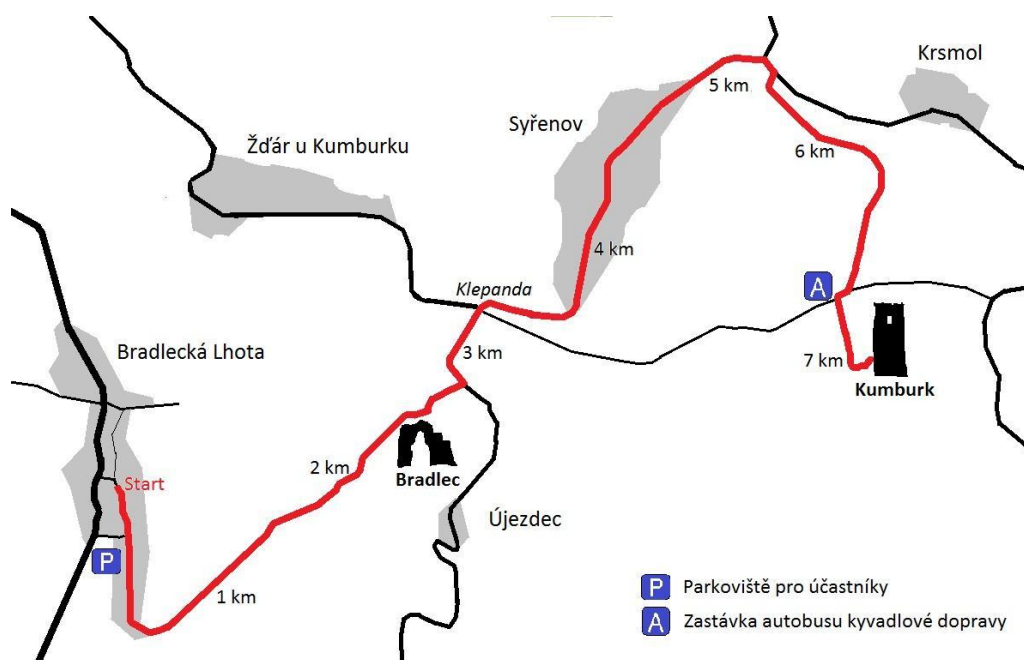 Krsmol
5 km
Syřenov
Žďár u Kumburku
6 km
4 km
Klepanda
A
Bradlecká Lhota
3 km
7 km
Kumburk
2 km
Bradlec
Start
Újezdec
P
1 km
P Parkoviště pro účastníky
A Zastávka autobusu kyvadlové dopravy